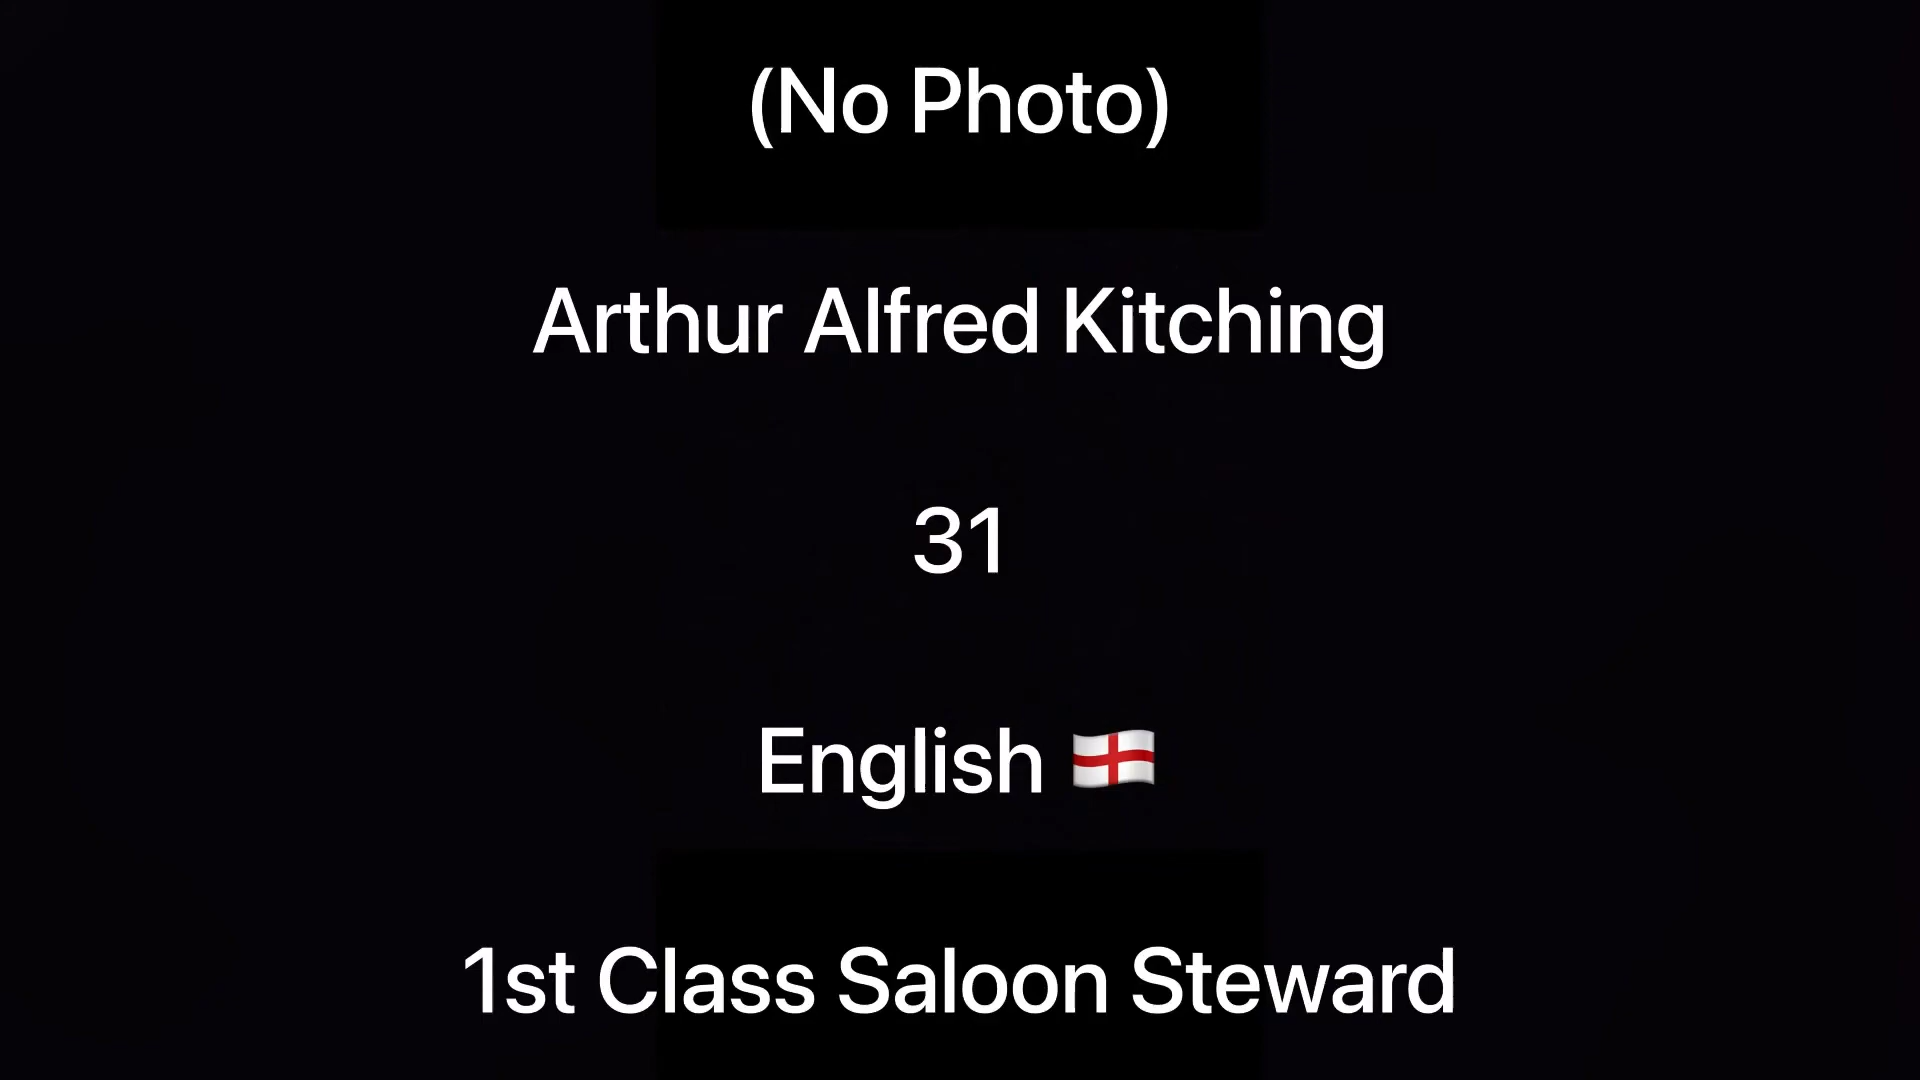 (No Photo)
Arthur Alfred Kitching
31
English 🏴󠁧󠁢󠁥󠁮󠁧󠁿
1st Class Saloon Steward